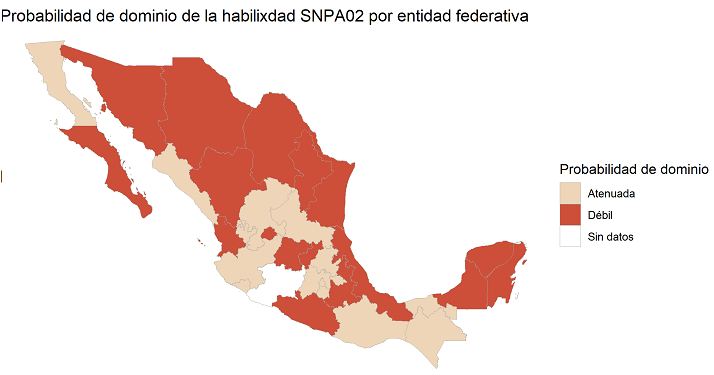 Probabilidad de dominio de la habilixdad SNPA02 por entidad federativa
Probabilidad de dominio
Atenuada
Débil
Sin datos